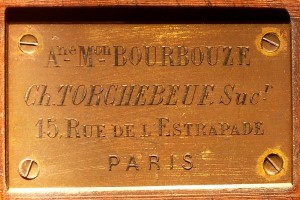 Ane Mon BOURBOUZE
Ch. TORCHEBEUF. Sucr
15. RUE DE L'ESTRAPADE
PARIS